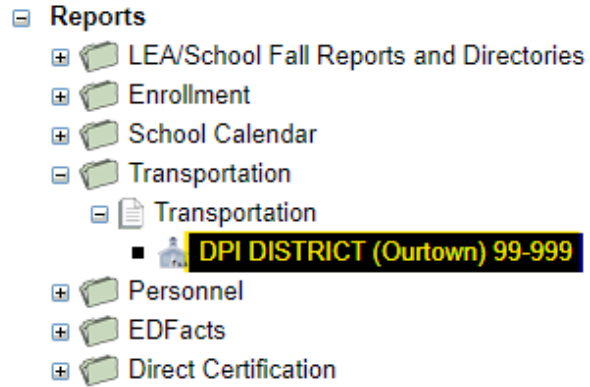 Reports
LEA/School Fall Reports and Directories
Enrollment
School Calendar
Transportation
Transportation
DPI DISTRICT (Ourtown) 99-999
Personnel
EDFacts
Direct Certification